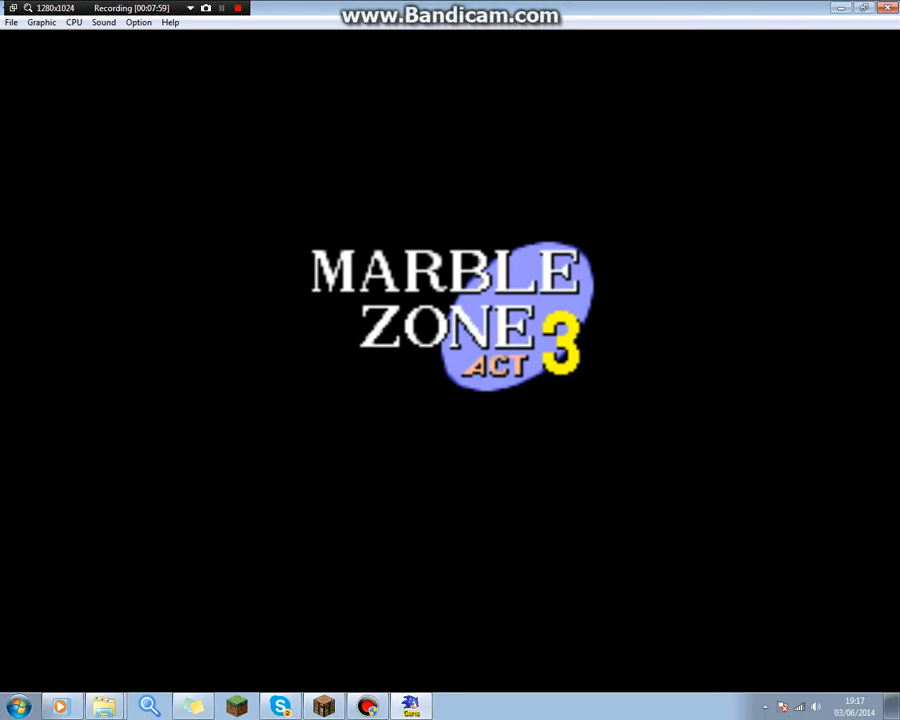 1280x1024 Recording [00:07:59]
www.Bandicam.com
File Graphic CPU Sound Option Help
MARBLE
ZONE
ACT 3
Gens
19:17
03/06/2014